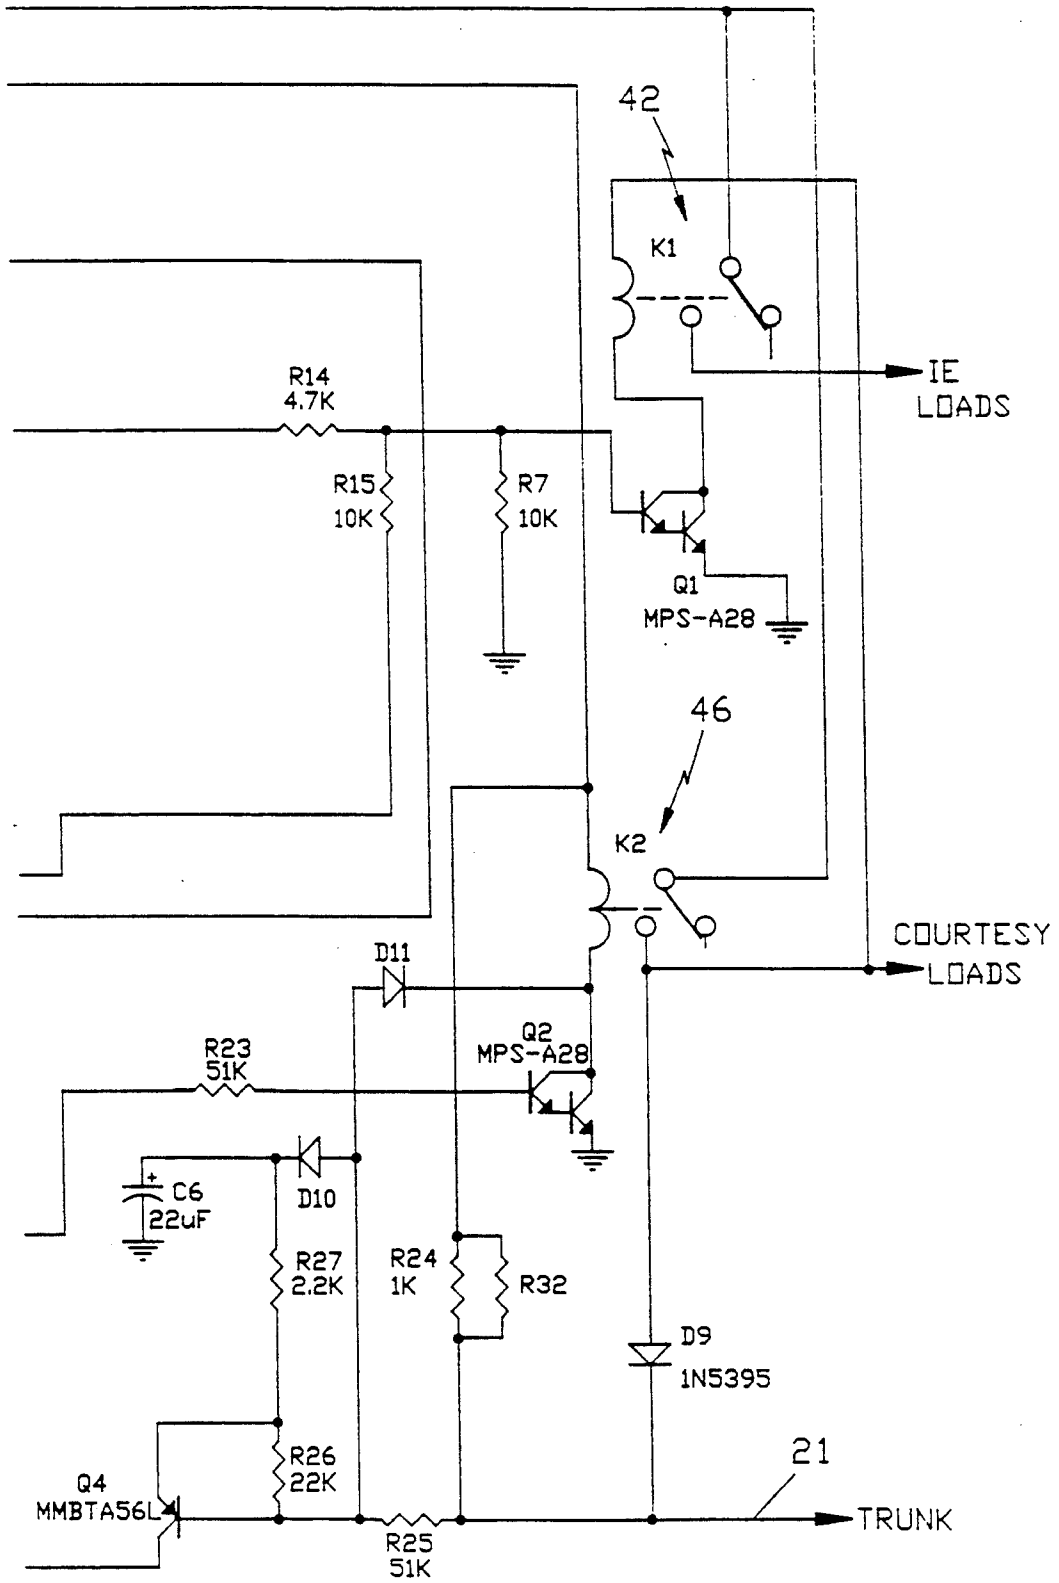 42
K1
IE
LOADS
R14
4.7K
R15
10K
R7
10K
Q1
MPS-A28
46
K2
COURTESY
LOADS
D11
Q2
MPS-A28
R23
51K
D10
+
C6
22uF
R27
2.2K
R24
1K
R32
D9
1N5395
R26
22K
21
Q4
MMBTA56L
TRUNK
R25
51K